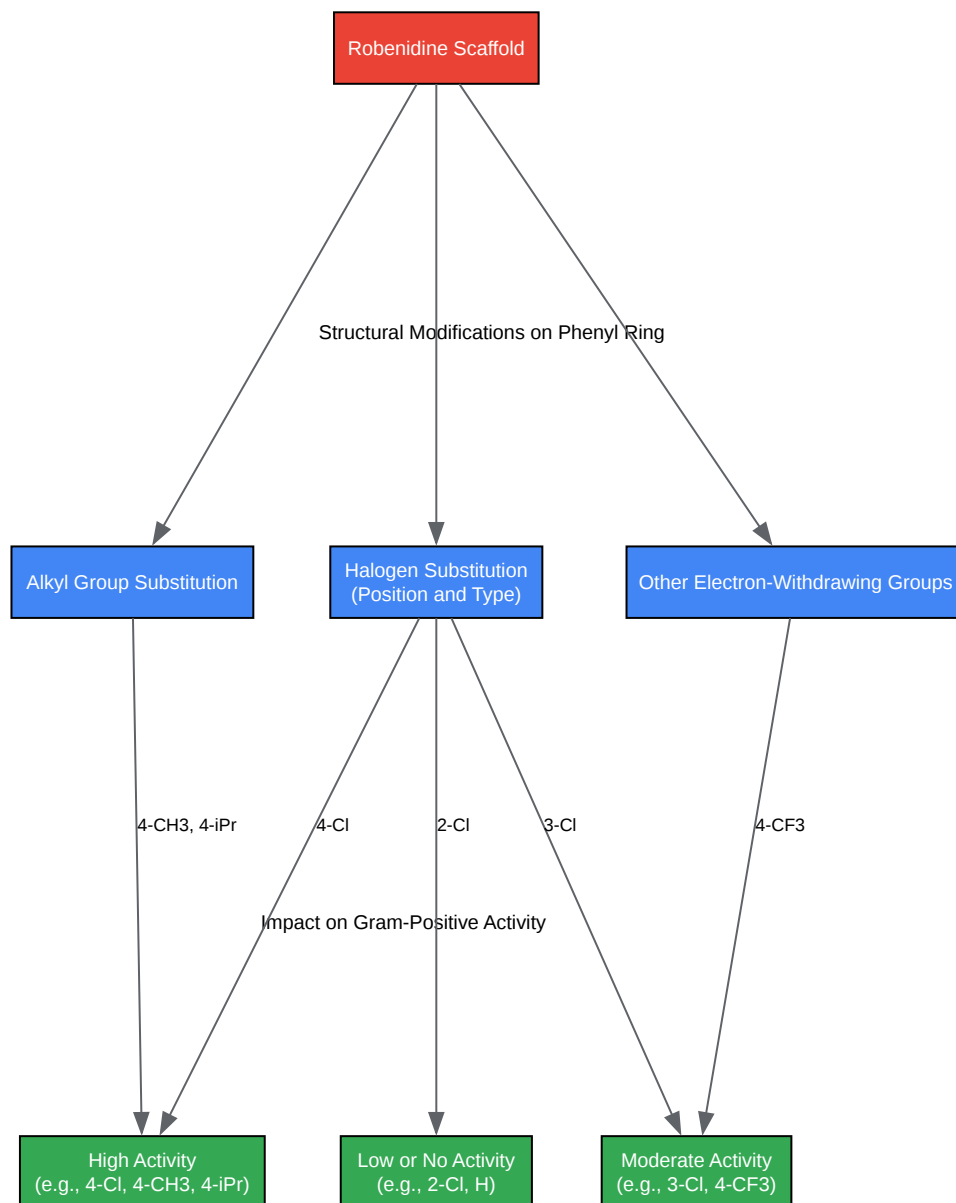 Robenidine Scaffold
Structural Modifications on Phenyl Ring
Alkyl Group Substitution
Halogen Substitution
(Position and Type)
Other Electron-Withdrawing Groups
4-CH3, 4-iPr
4-Cl
2-Cl
3-Cl
4-CF3
Impact on Gram-Positive Activity
High Activity
(e.g., 4-Cl, 4-CH3, 4-iPr)
Low or No Activity
(e.g., 2-Cl, H)
Moderate Activity
(e.g., 3-Cl, 4-CF3)